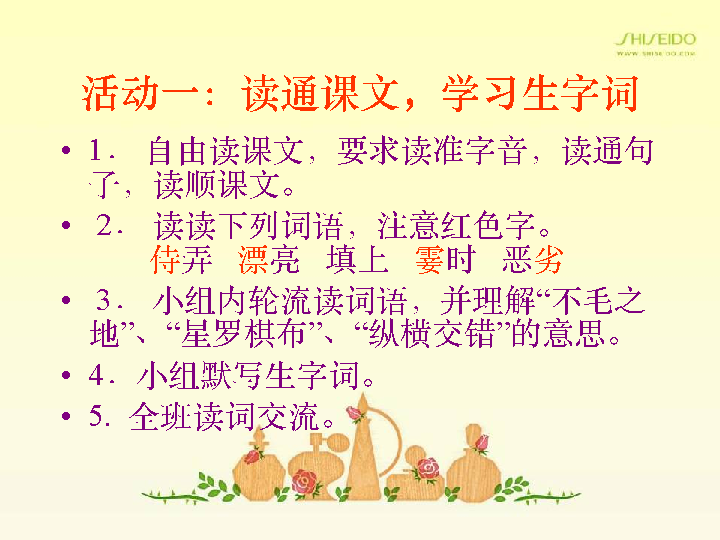 SHISEIDO
WWW.SHISEIDO.COM
活动一：读通课文，学习生字词
• 1． 自由读课文，要求读准字音，读通句
子，读顺课文。
• 2． 读读下列词语，注意红色字。
侍弄 漂亮 填上 霎时 恶劣
• 3． 小组内轮流读词语，并理解“不毛之
地”、“星罗棋布”、“纵横交错”的意思。
• 4．小组默写生字词。
• 5. 全班读词交流。